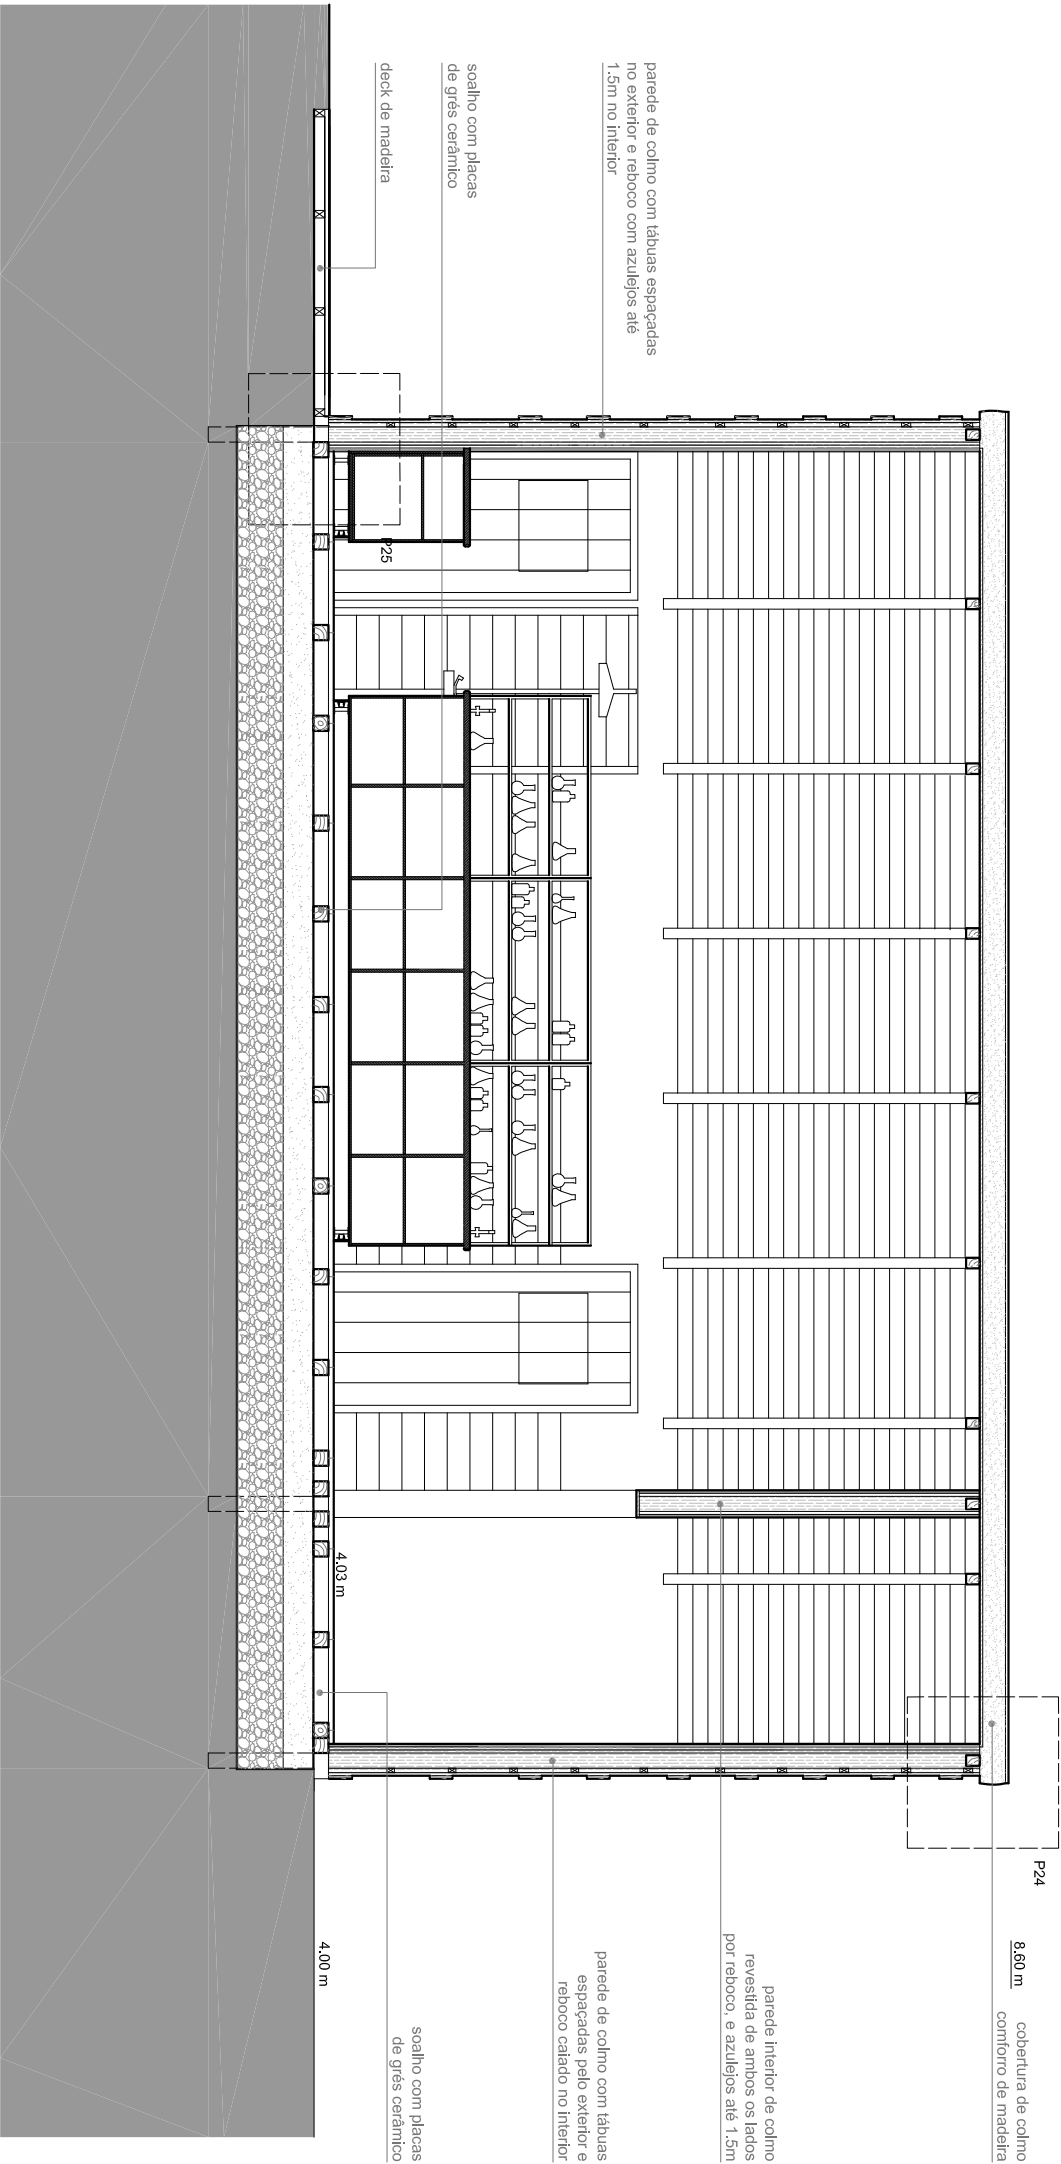 parede de colmo com tábuas espaçadas
no exterior e reboco com azulejos até
1.5m no interior
soalho com placas
de grés cerâmico
deck de madeira
P25
4.03 m
P24
8.60 m
4.00 m
cobertura de colmo
comforro de madeira
parede interior de colmo
revestida de ambos os lados
por reboco, e azulejos até 1.5m
parede de colmo com tábuas
espaçadas pelo exterior e
reboco caiado no interior
soalho com placas
de grés cerâmico